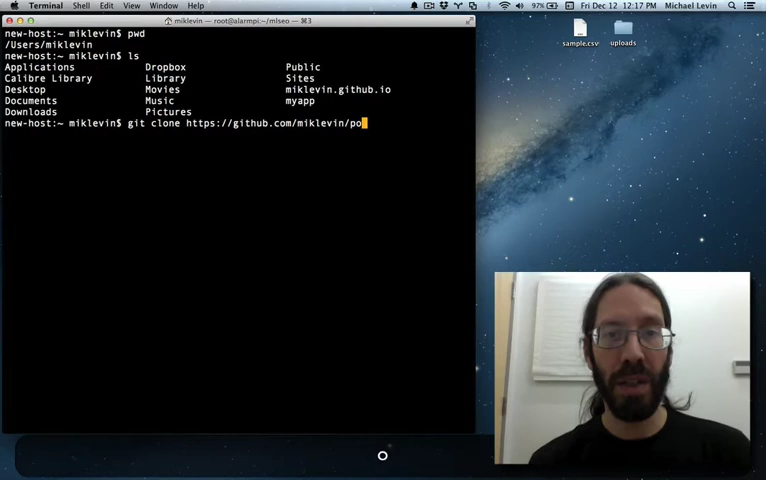 Terminal Shell Edit View Window Help 97% Fri Dec 12 12:17 PM Michael Levin
miklevin — root@alarmpi:~/mlseo — ⌘3
new-host:~ miklevin$ pwd
/Users/miklevin
new-host:~ miklevin$ ls
Applications Dropbox Public
Calibre Library Library Sites
Desktop Movies miklevin.github.io
Documents Music myapp
Downloads Pictures
new-host:~ miklevin$ git clone https://github.com/miklevin/po
sample.csv uploads